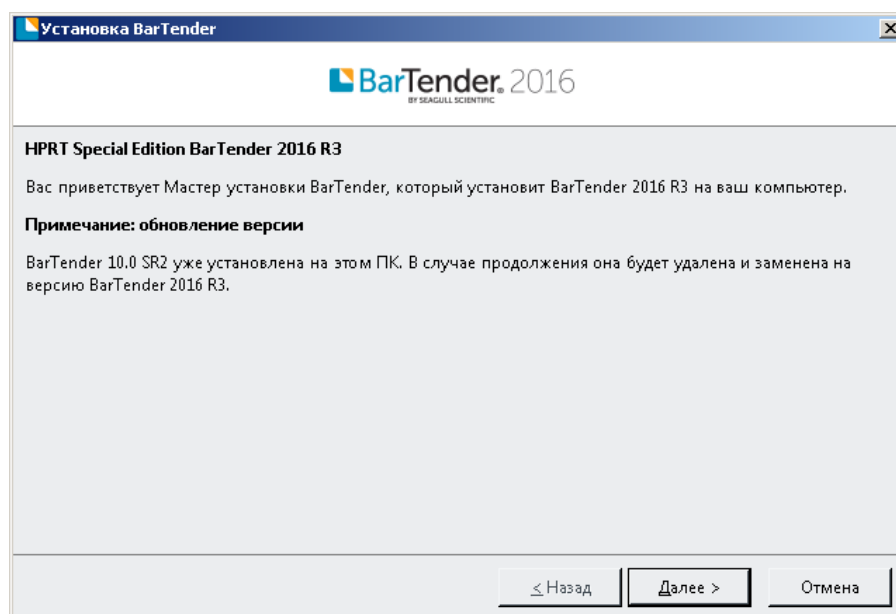 Установка BarTender
BarTender® 2016
BY SEAGULL SCIENTIFIC
HPRT Special Edition BarTender 2016 R3
Вас приветствует Мастер установки BarTender, который установит BarTender 2016 R3 на ваш компьютер.
Примечание: обновление версии
BarTender 10.0 SR2 уже установлена на этом ПК. В случае продолжения она будет удалена и заменена на
версию BarTender 2016 R3.
< Назад
Далее >
Отмена